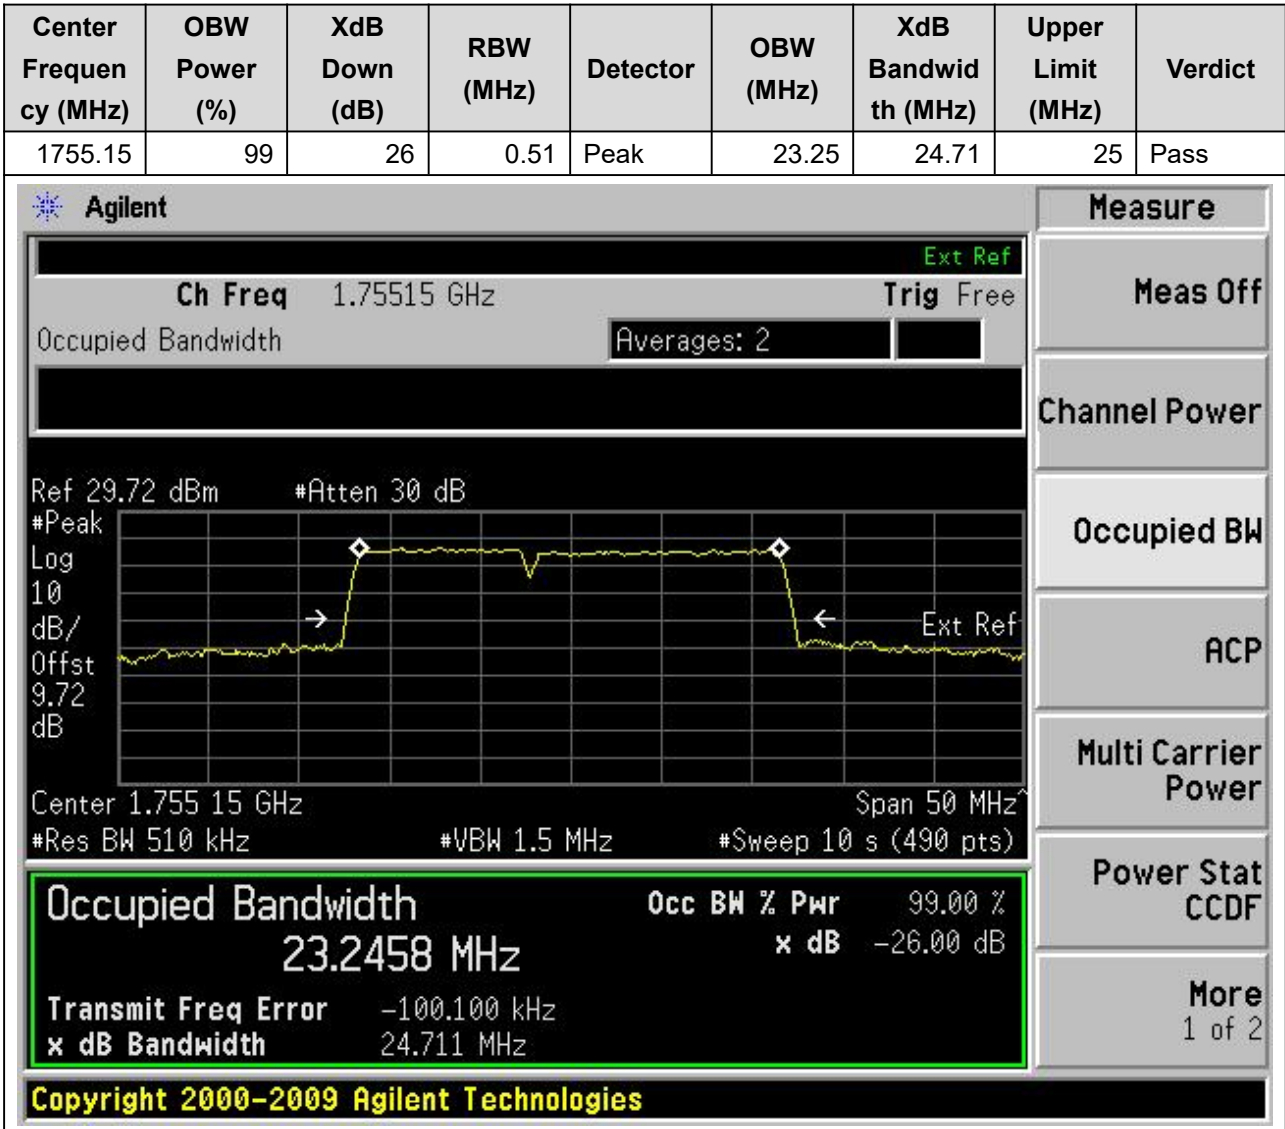 Center Frequen cy (MHz) OBW Power (%) XdB Down (dB) RBW (MHz) Detector OBW (MHz) XdB Bandwid th (MHz) Upper Limit (MHz) Verdict
1755.15 99 26 0.51 Peak 23.25 24.71 25 Pass
Agilent
Measure
Ext Ref
Ch Freq 1.75515 GHz Trig Free
Occupied Bandwidth Averages: 2
Meas Off
Channel Power
Ref 29.72 dBm #Atten 30 dB
#Peak
Log
10
dB/
Offst
9.72
dB
Ext Ref
Center 1.755 15 GHz Span 50 MHz^
#Res BW 510 kHz #VBW 1.5 MHz #Sweep 10 s (490 pts)
Occupied BW
ACP
Multi Carrier
Power
Power Stat
CCDF
More
1 of 2
Occupied Bandwidth Occ BW % Pwr 99.00 %
23.2458 MHz x dB -26.00 dB
Transmit Freq Error -100.100 kHz
x dB Bandwidth 24.711 MHz
Copyright 2000-2009 Agilent Technologies